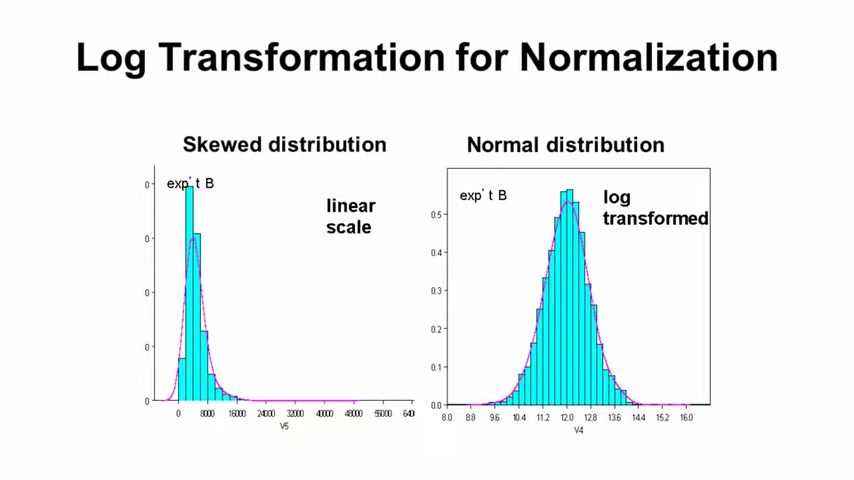 Log Transformation for Normalization
Skewed distribution
Normal distribution
exp't B
linear
scale
0
0
0
0
0
0 8000 16000 24000 32000 40000 48000 56000 640
V5
exp't B
log
transformed
0.5
0.4
0.3
0.2
0.1
0.0
8.0 8.8 9.6 10.4 11.2 12.0 12.8 13.6 14.4 15.2 16.0
V4